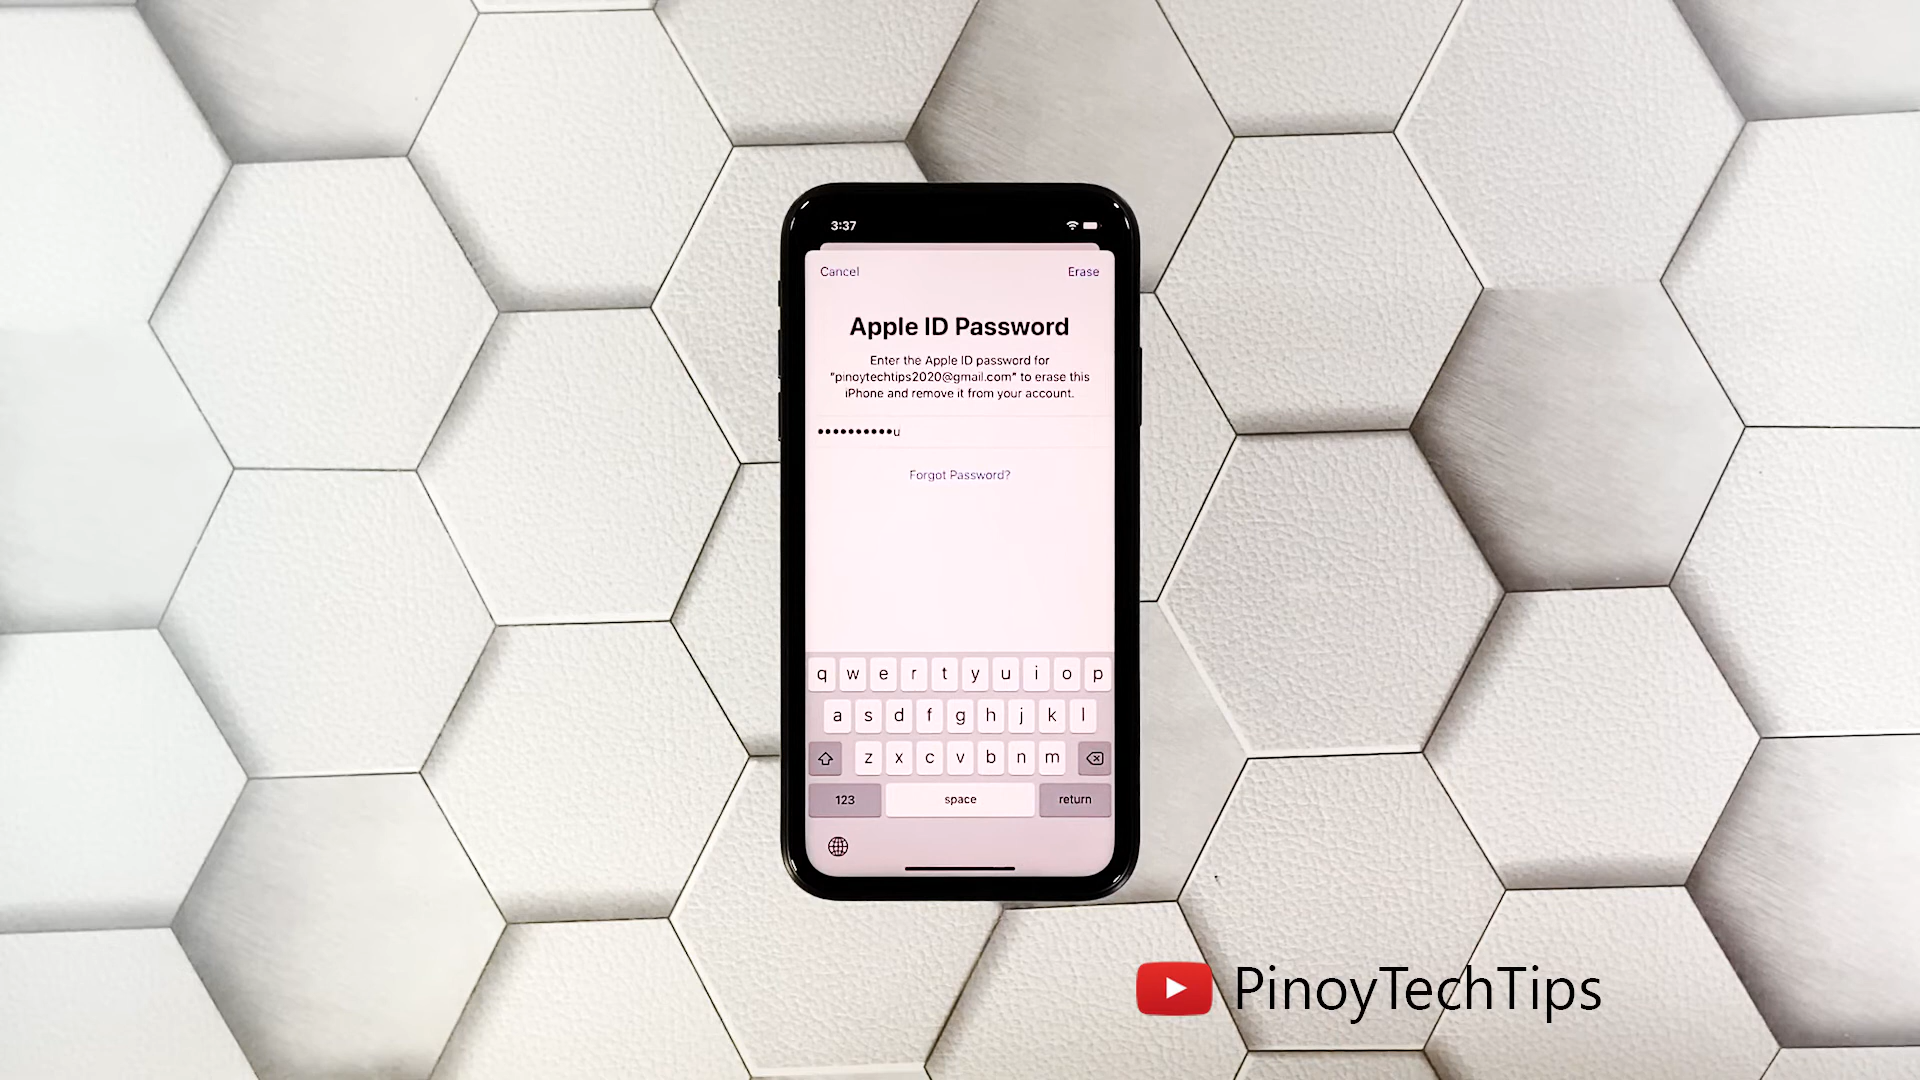 3:37
Cancel
Erase
Apple ID Password
Enter the Apple ID password for
"pinoytechtips2020@gmail.com" to erase this
iPhone and remove it from your account.
••••••••••u
Forgot Password?
q w e r t y u i o p
a s d f g h j k l
z x c v b n m
123 space return
PinoyTechTips